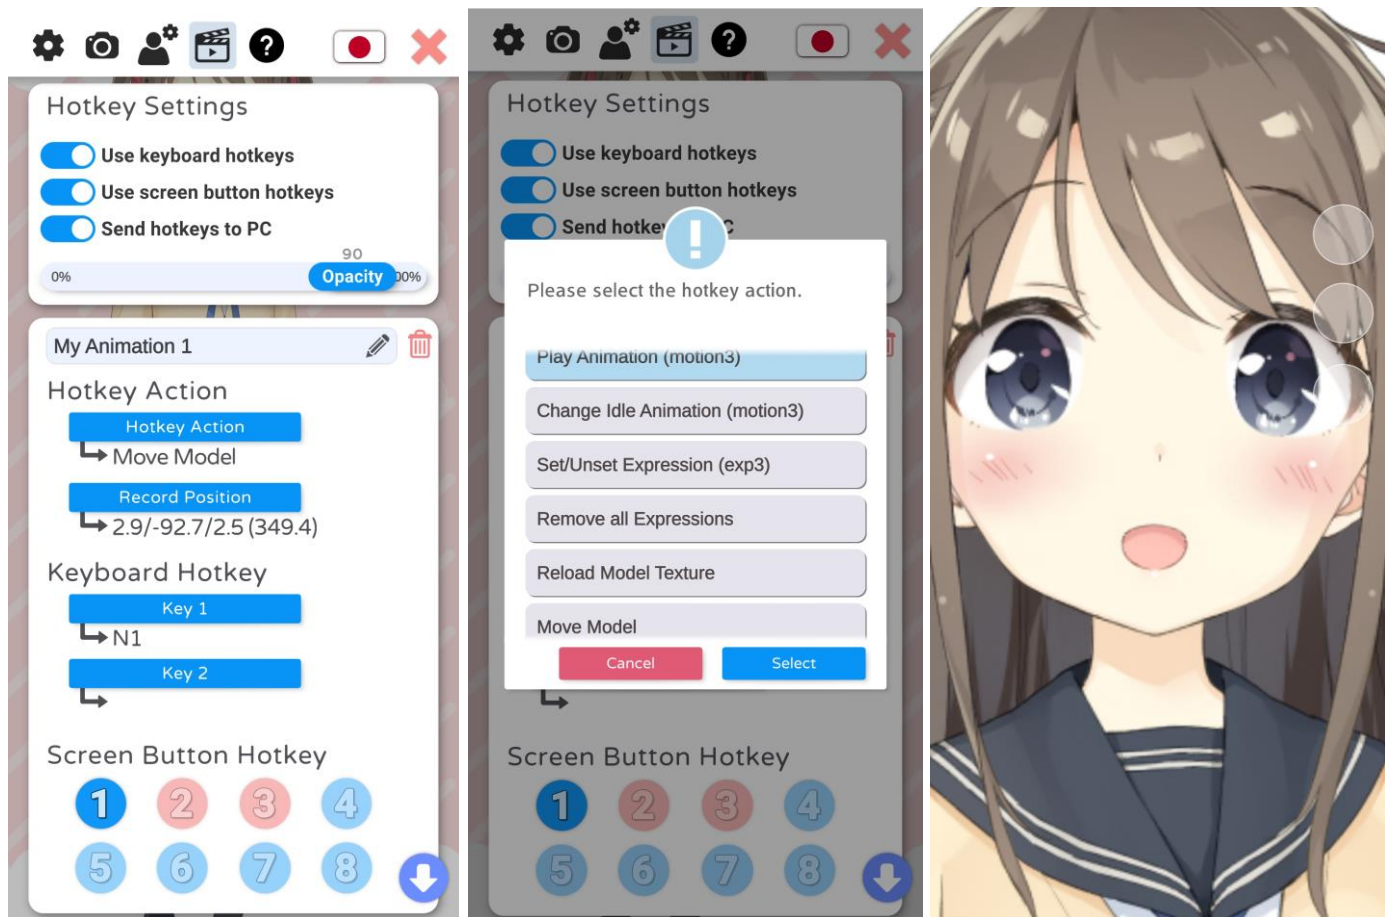 ?
Hotkey Settings
Use keyboard hotkeys
Use screen button hotkeys
Send hotkeys to PC
90
0%
Opacity
00%
My Animation 1
Hotkey Action
Hotkey Action
Move Model
Record Position
2.9/-92.7/2.5 (349.4)
Keyboard Hotkey
Key 1
N1
Key 2
Screen Button Hotkey
1 2 3 4
5 6 7 8
?
Hotkey Settings
Use keyboard hotkeys
Use screen button hotkeys
Send hotke C
!
Please select the hotkey action.
Play Animation (motion3)
Change Idle Animation (motion3)
Set/Unset Expression (exp3)
Remove all Expressions
Reload Model Texture
Move Model
Cancel
Select
Screen Button Hotkey
1 2 3 4
5 6 7 8